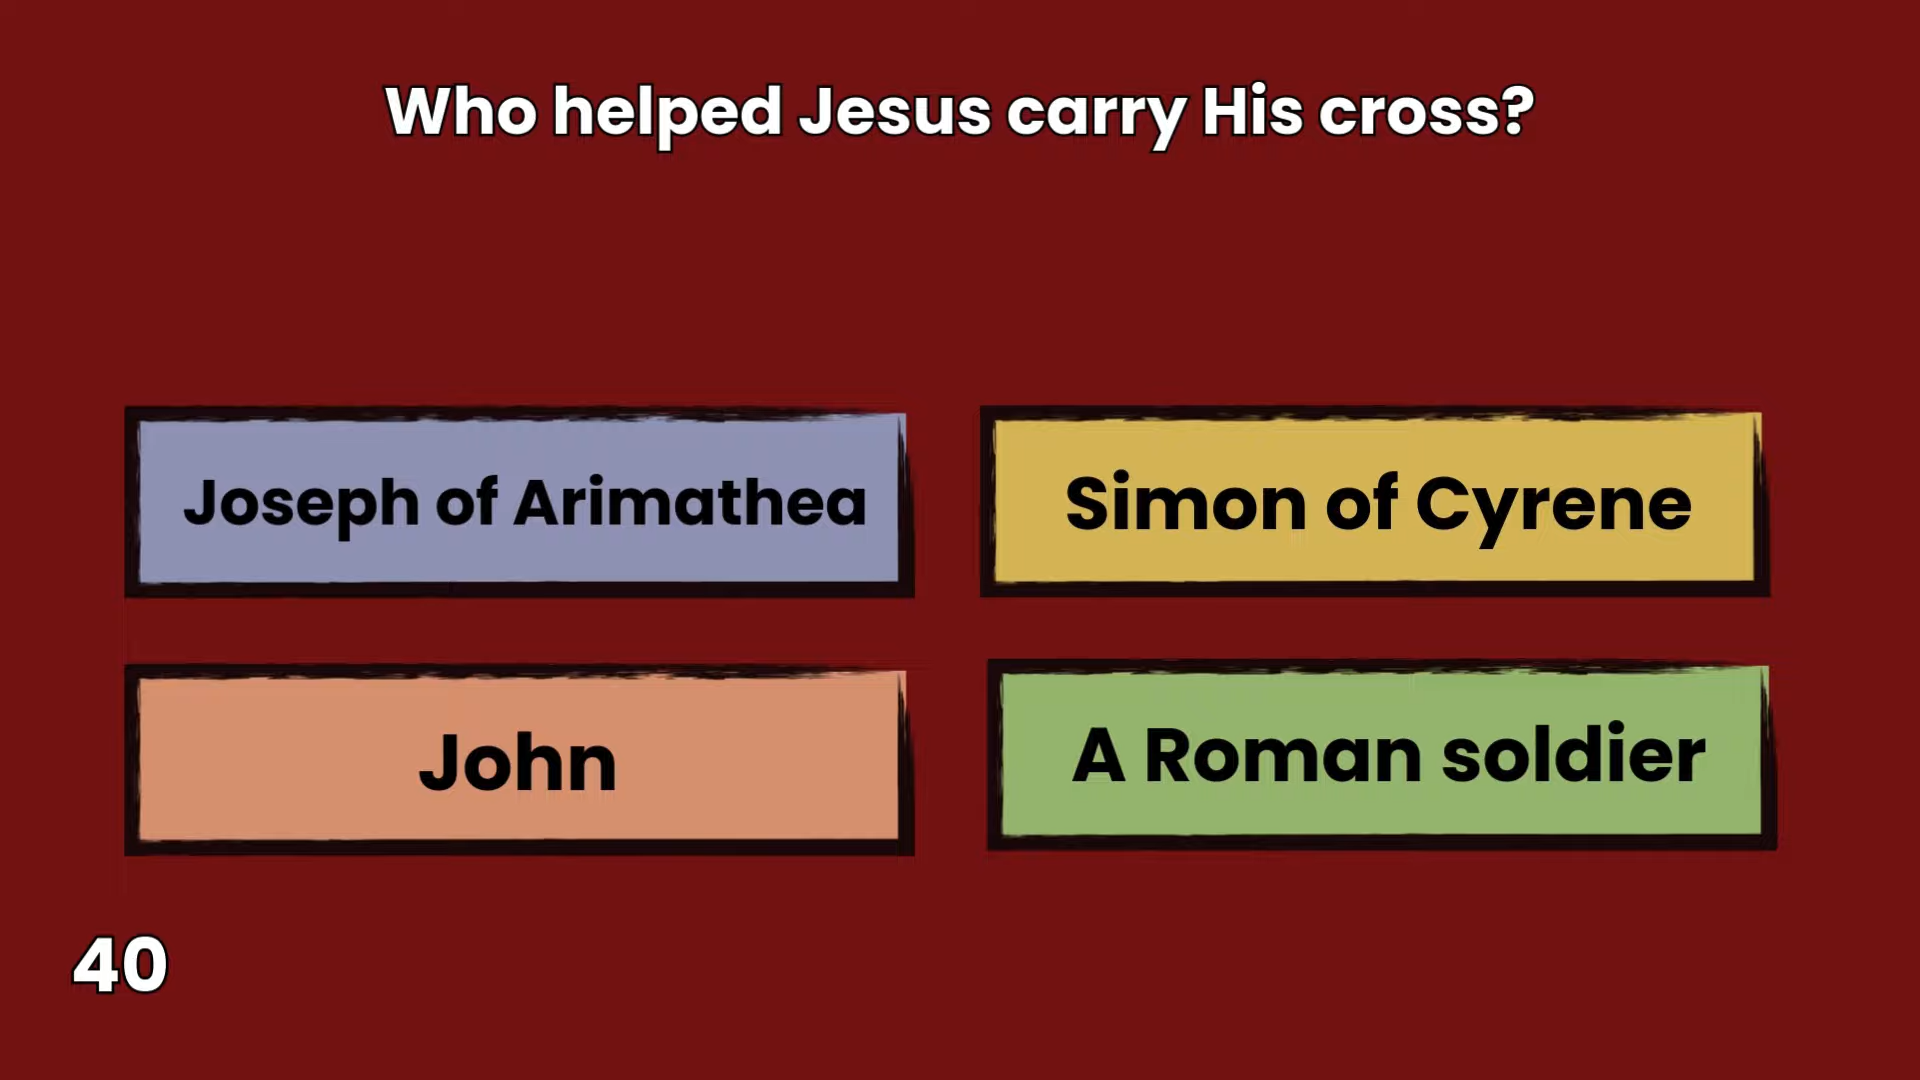 Who helped Jesus carry His cross?
Joseph of Arimathea
Simon of Cyrene
John
A Roman soldier
40